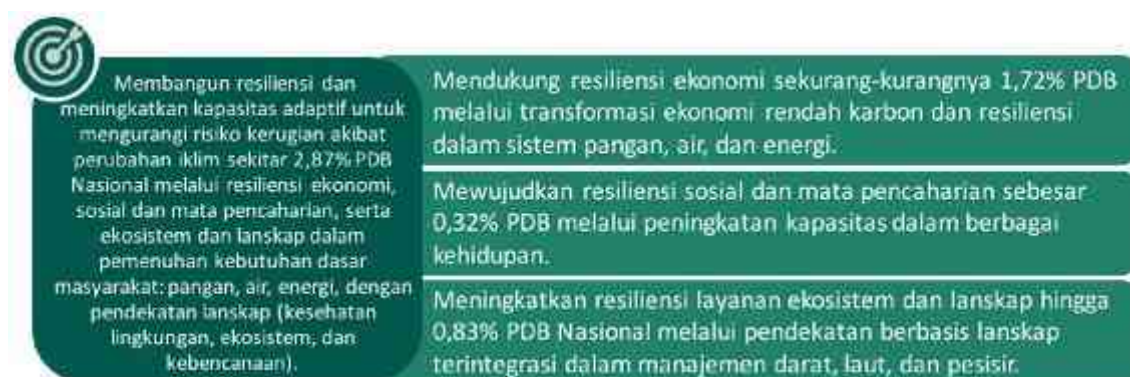 Membangun resiliensi dan
meningkatkan kapasitas adaptif untuk
mengurangi risiko kerugian akibat
perubahan iklim sekitar 2,87% PDB
Nasional melalui resiliensi ekonomi,
sosial dan mata pencaharian, serta
ekosistem dan lanskap dalam
pemenuhan kebutuhan dasar
masyarakat: pangan, air, energi, dengan
pendekatan lanskap (kesehatan
lingkungan, ekosistem, dan
kebencanaan).
Mendukung resiliensi ekonomi sekurang-kurangnya 1,72% PDB
melalui transformasi ekonomi rendah karbon dan resiliensi
dalam sistem pangan, air, dan energi.
Mewujudkan resiliensi sosial dan mata pencaharian sebesar
0,32% PDB melalui peningkatan kapasitas dalam berbagai
kehidupan.
Meningkatkan resiliensi layanan ekosistem dan lanskap hingga
0,83% PDB Nasional melalui pendekatan berbasis lanskap
terintegrasi dalam manajemen darat, laut, dan pesisir.